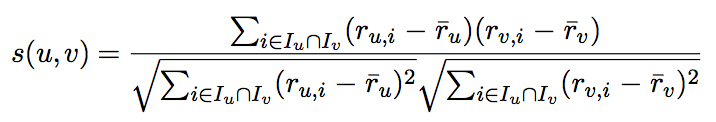 s(u, v) = \frac{\sum_{i \in I_u \cap I_v} (r_{u,i} - \bar{r}_u)(r_{v,i} - \bar{r}_v)}{\sqrt{\sum_{i \in I_u \cap I_v} (r_{u,i} - \bar{r}_u)^2} \sqrt{\sum_{i \in I_u \cap I_v} (r_{v,i} - \bar{r}_v)^2}}